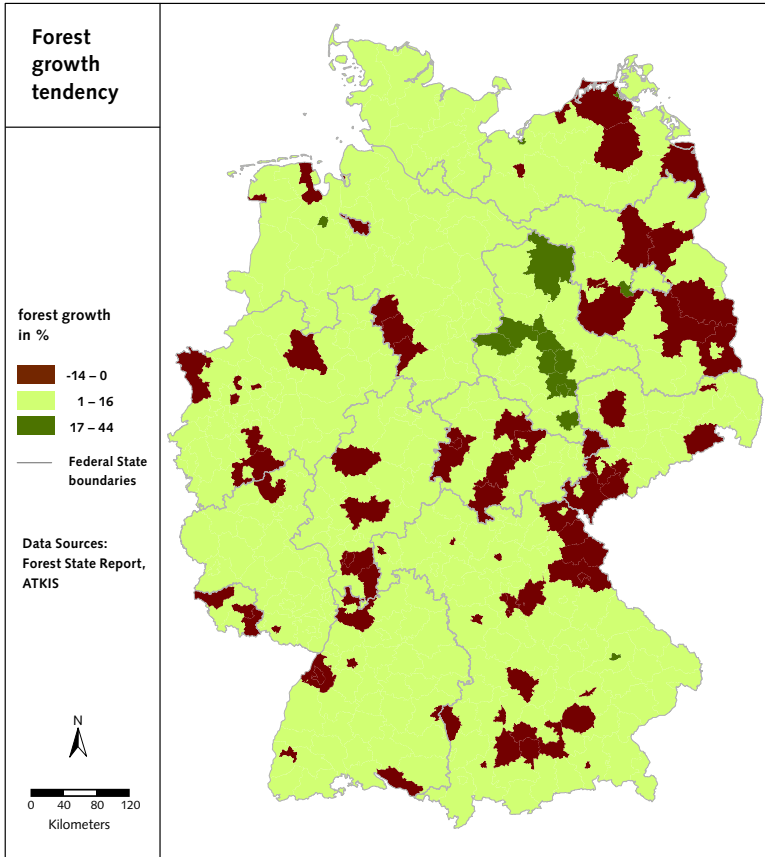 Forest
growth
tendency
forest growth
in %
-14 – 0
1 – 16
17 – 44
Federal State
boundaries
Data Sources:
Forest State Report,
ATKIS
N
0 40 80 120
Kilometers